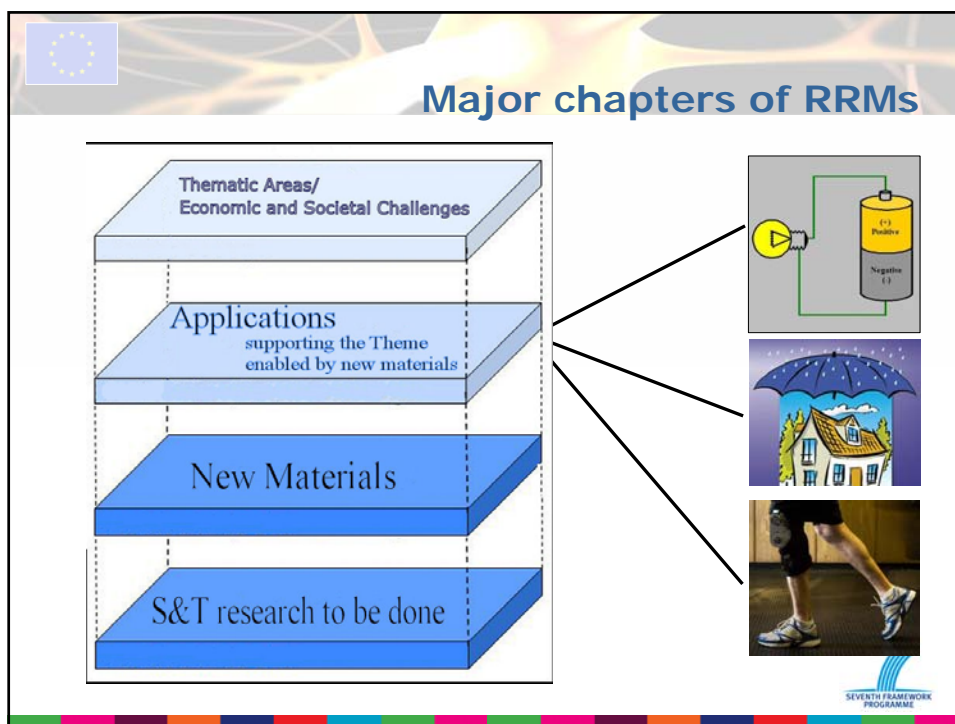 Major chapters of RRMs
Thematic Areas/
Economic and Societal Challenges
Applications
supporting the Theme
enabled by new materials
New Materials
S&T research to be done
(+)
Positive
Negative
(-)
SEVENTH FRAMEWORK
PROGRAMME